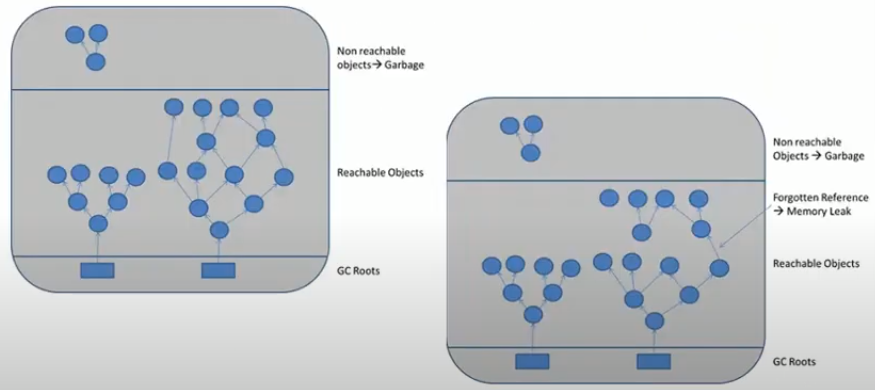 Non reachable
objects→ Garbage
Reachable Objects
GC Roots
Non reachable
Objects → Garbage
Forgotten Reference
→ Memory Leak
Reachable Objects
GC Roots